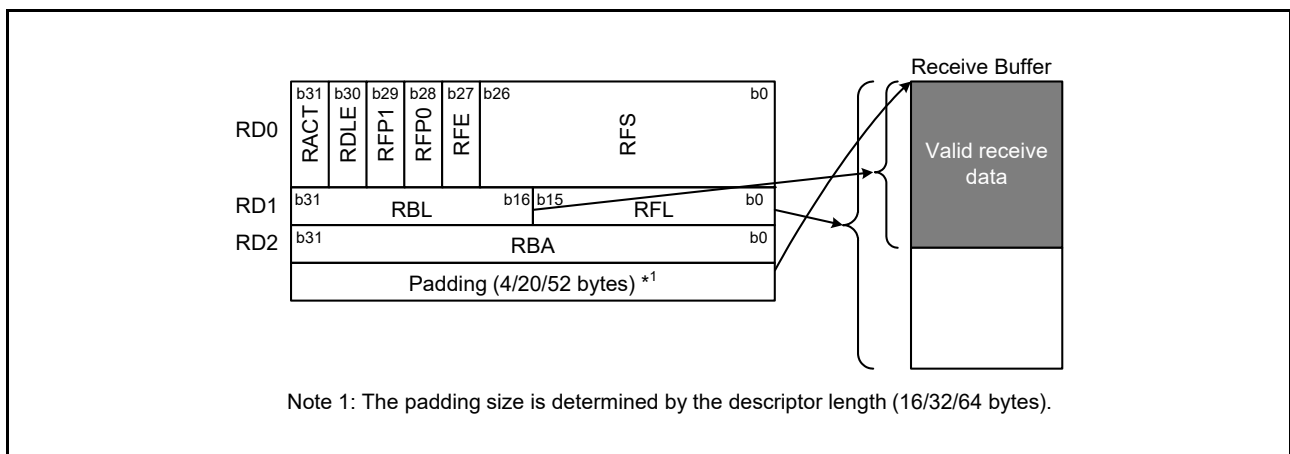 Receive Buffer
b31 b30 b29 b28 b27 b26 b0
RD0 RACT RDLE RFP1 RFP0 RFE RFS
Valid receive
data
RD1 b31 RBL b16 b15 RFL b0
RD2 b31 RBA b0
Padding (4/20/52 bytes) *1
Note 1: The padding size is determined by the descriptor length (16/32/64 bytes).